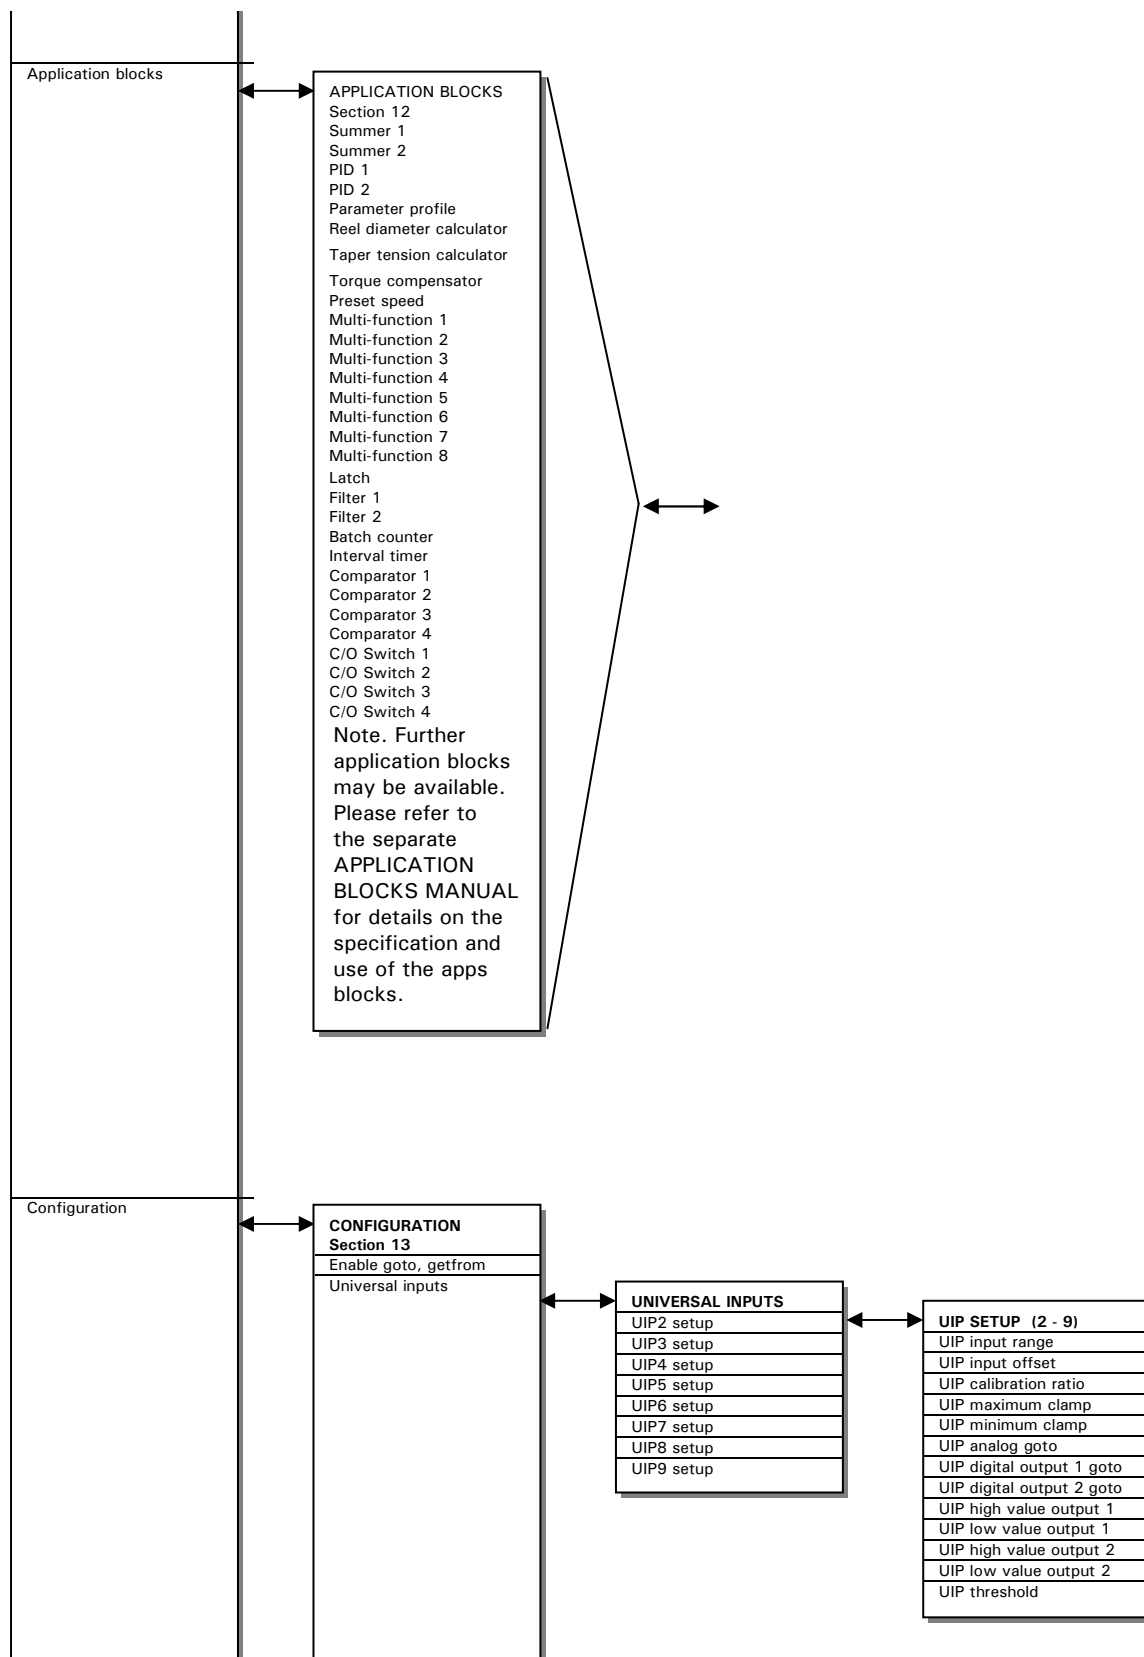 Application blocks
APPLICATION BLOCKS
Section 12
Summer 1
Summer 2
PID 1
PID 2
Parameter profile
Reel diameter calculator
Taper tension calculator
Torque compensator
Preset speed
Multi-function 1
Multi-function 2
Multi-function 3
Multi-function 4
Multi-function 5
Multi-function 6
Multi-function 7
Multi-function 8
Latch
Filter 1
Filter 2
Batch counter
Interval timer
Comparator 1
Comparator 2
Comparator 3
Comparator 4
C/O Switch 1
C/O Switch 2
C/O Switch 3
C/O Switch 4
Note. Further
application blocks
may be available.
Please refer to
the separate
APPLICATION
BLOCKS MANUAL
for details on the
specification and
use of the apps
blocks.
Configuration
CONFIGURATION
Section 13
Enable goto, getfrom
Universal inputs
UNIVERSAL INPUTS
UIP2 setup
UIP3 setup
UIP4 setup
UIP5 setup
UIP6 setup
UIP7 setup
UIP8 setup
UIP9 setup
UIP SETUP (2 - 9)
UIP input range
UIP input offset
UIP calibration ratio
UIP maximum clamp
UIP minimum clamp
UIP analog goto
UIP digital output 1 goto
UIP digital output 2 goto
UIP high value output 1
UIP low value output 1
UIP high value output 2
UIP low value output 2
UIP threshold